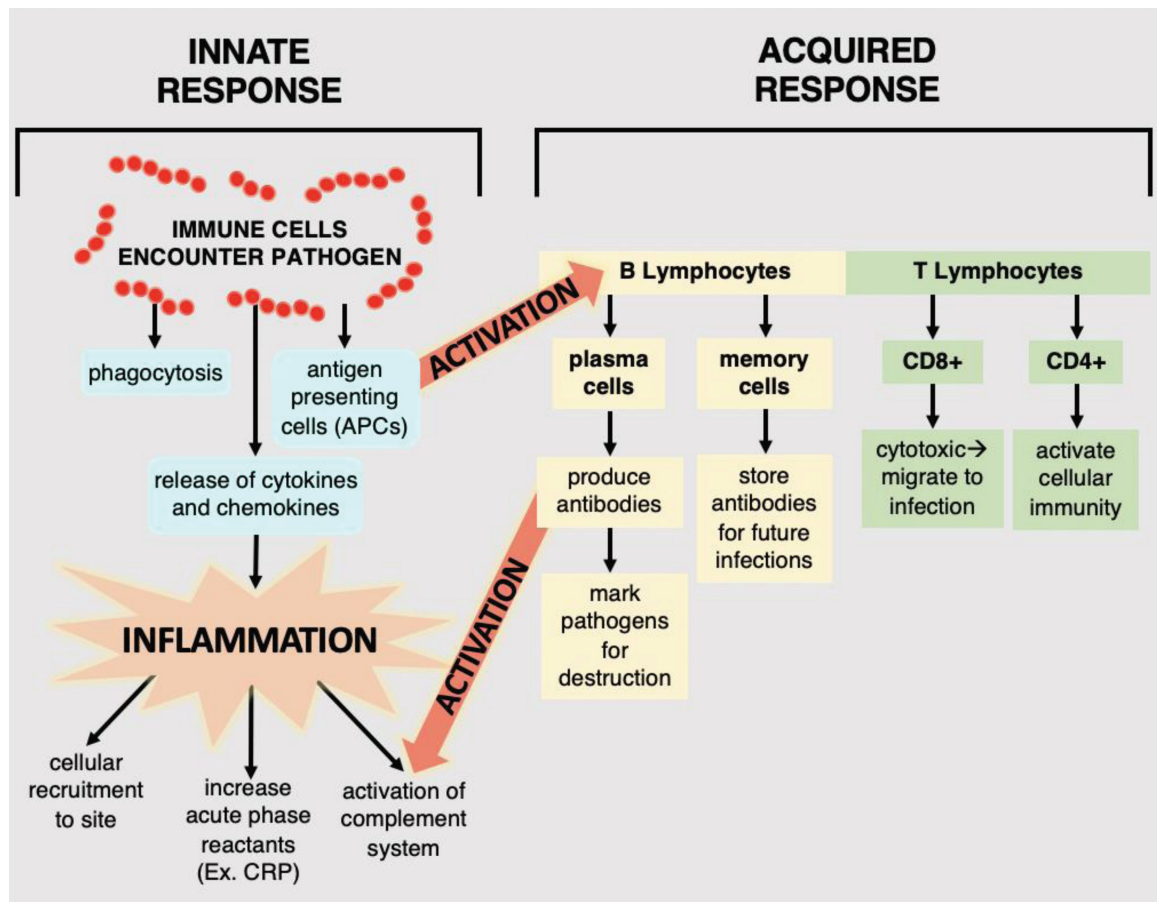 INNATE
RESPONSE
ACQUIRED
RESPONSE
IMMUNE CELLS
ENCOUNTER PATHOGEN
phagocytosis
antigen
presenting
cells (APCs)
release of cytokines
and chemokines
INFLAMMATION
cellular
recruitment
to site
increase
acute phase
reactants
(Ex. CRP)
activation of
complement
system
ACTIVATION
ACTIVATION
B Lymphocytes
T Lymphocytes
plasma
cells
produce
antibodies
mark
pathogens
for
destruction
memory
cells
store
antibodies
for future
infections
CD8+
cytotoxic→
migrate to
infection
CD4+
activate
cellular
immunity